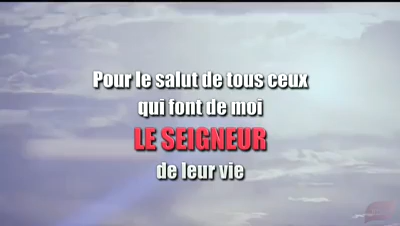 Pour le salut de tous ceux
qui font de moi
LE SEIGNEUR
de leur vie